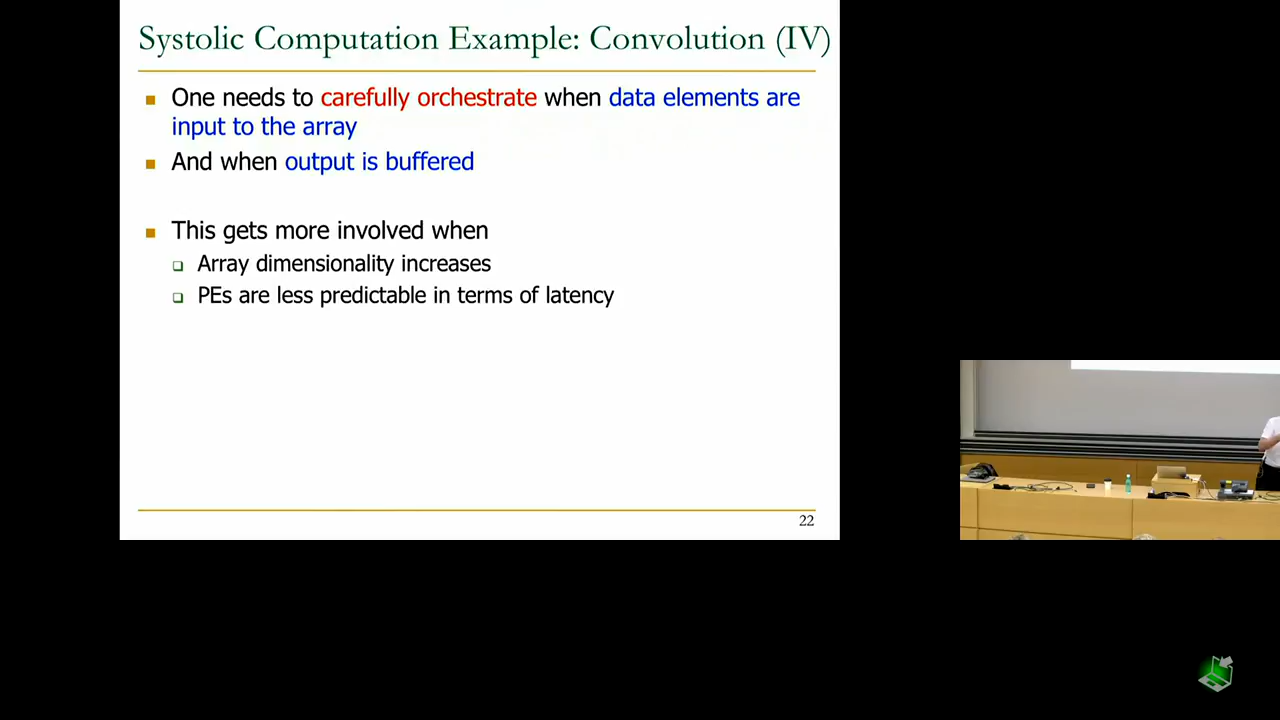 Systolic Computation Example: Convolution (IV)
One needs to carefully orchestrate when data elements are
input to the array
And when output is buffered
This gets more involved when
Array dimensionality increases
PEs are less predictable in terms of latency
22